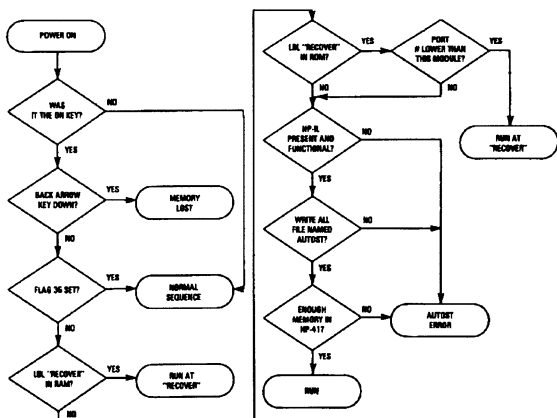 POWER ON
WAS
IT THE ON KEY?
NO
YES
BACK ARROW
KEY DOWN?
YES
MEMORY
LOST
NO
FLAG 35 SET?
YES
NORMAL
SEQUENCE
NO
LBL "RECOVER"
IN RAM?
YES
RUN AT
"RECOVER"
NO
LBL "RECOVER"
IN ROM?
YES
PORT
# LOWER THAN
THIS MODULE?
YES
NO
NO
RUN AT
"RECOVER"
HP-IL
PRESENT AND
FUNCTIONAL?
NO
YES
WRITE ALL
FILE NAMED
AUTOST?
NO
YES
ENOUGH
MEMORY IN
HP-41?
NO
AUTOST
ERROR
YES
RUN